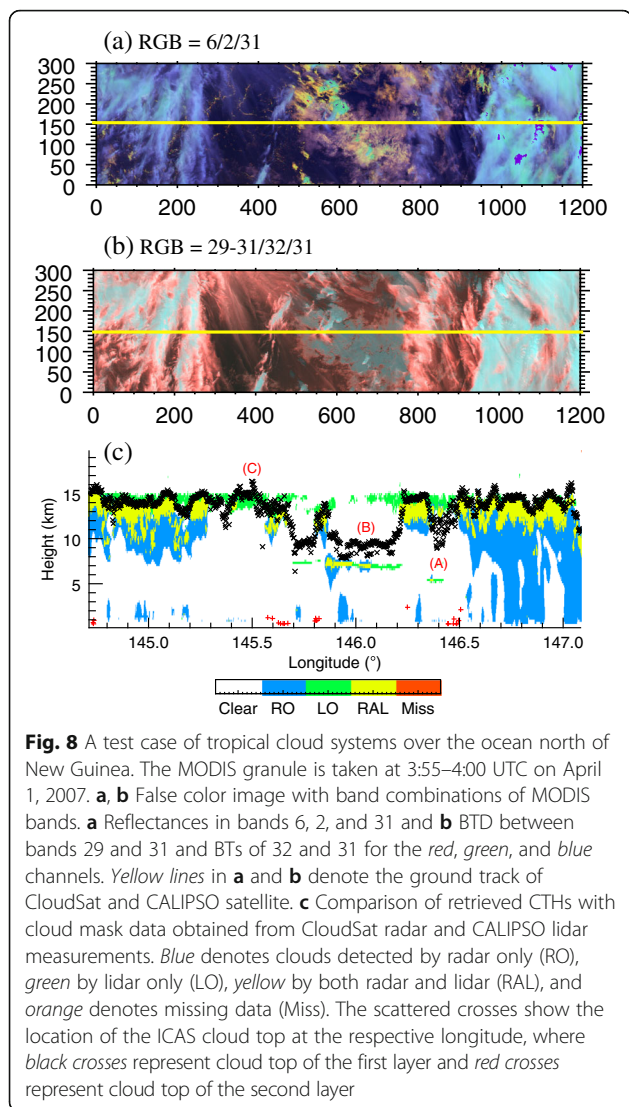 (a) RGB = 6/2/31
300
250
200
150
100
50
0
0 200 400 600 800 1000 1200
(b) RGB = 29-31/32/31
300
250
200
150
100
50
0
0 200 400 600 800 1000 1200
(c)
(C)
(B)
(A)
15
10
5
Height (km)
145.0 145.5 146.0 146.5 147.0
Longitude (°)
Clear RO LO RAL Miss
Fig. 8 A test case of tropical cloud systems over the ocean north of
New Guinea. The MODIS granule is taken at 3:55–4:00 UTC on April
1, 2007. a, b False color image with band combinations of MODIS
bands. a Reflectances in bands 6, 2, and 31 and b BTD between
bands 29 and 31 and BTs of 32 and 31 for the red, green, and blue
channels. Yellow lines in a and b denote the ground track of
CloudSat and CALIPSO satellite. c Comparison of retrieved CTHs with
cloud mask data obtained from CloudSat radar and CALIPSO lidar
measurements. Blue denotes clouds detected by radar only (RO),
green by lidar only (LO), yellow by both radar and lidar (RAL), and
orange denotes missing data (Miss). The scattered crosses show the
location of the ICAS cloud top at the respective longitude, where
black crosses represent cloud top of the first layer and red crosses
represent cloud top of the second layer